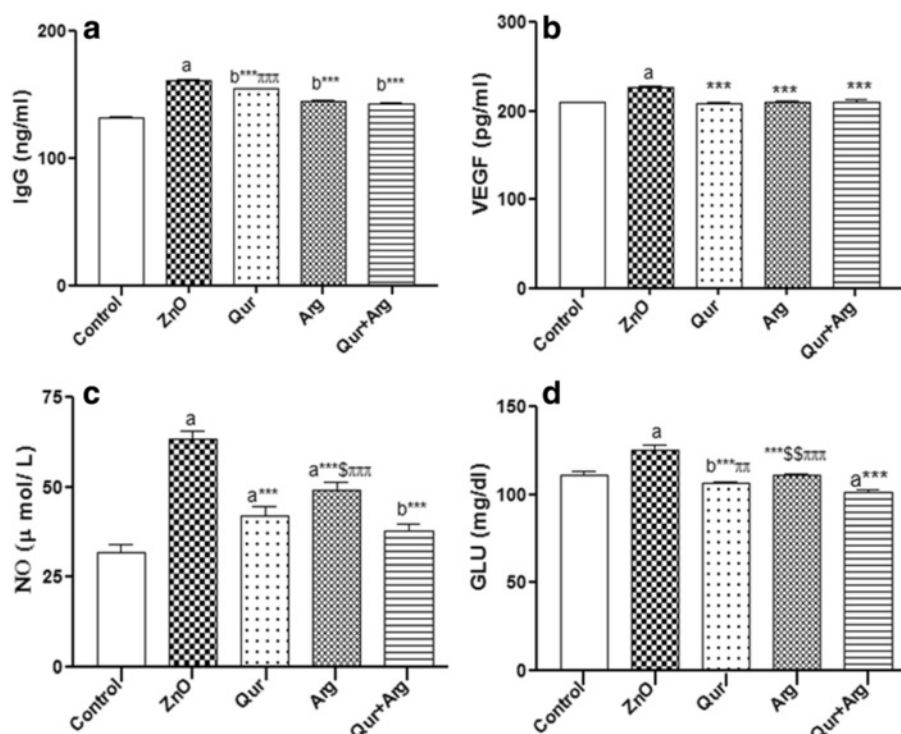 a
IgG (ng/ml)
200
100
0
a
b***πππ
b***
b***
Control
ZnO
Qur
Arg
Qur+Arg
b
VEGF (pg/ml)
300
200
100
0
a
***
***
***
Control
ZnO
Qur
Arg
Qur+Arg
c
NO (μ mol/ L)
75
50
25
0
a
a***
a***$πππ
b***
Control
ZnO
Qur
Arg
Qur+Arg
d
GLU (mg/dl)
150
100
50
0
a
b***ππ
***$$πππ
a***
Control
ZnO
Qur
Arg
Qur+Arg